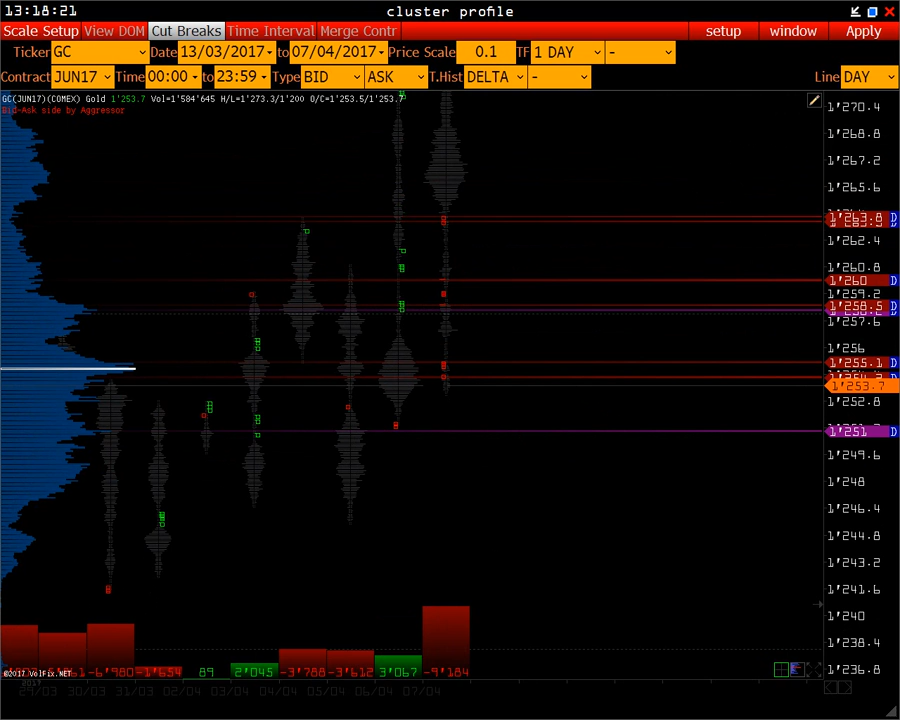 13:18:21 cluster profile
Scale Setup View DOM Cut Breaks Time Interval Merge Contr setup window Apply
Ticker GC Date 13/03/2017 to 07/04/2017 Price Scale 0.1 TF 1 DAY -
Contract JUN17 Time 00:00 to 23:59 Type BID ASK T.Hist DELTA - Line DAY
GC(JUN17)(COMEX) Gold 1'253.7 Vol=1'584'645 H/L=1'273.3/1'200 O/C=1'253.5/1'253.7
Bid-Ask side by Aggressor
1'270.4
1'268.8
1'267.2
1'265.6
1'263.8 D
1'262.4
1'260.8
1'260 D
1'259.2
1'258.5 D
1'257.6
1'256
1'255.1 D
1'253.7
1'252.8
1'251 D
1'249.6
1'248
1'246.4
1'244.8
1'243.2
1'241.6
1'240
1'238.4
1'236.8
-6'980 -1'654 89 2'045 -3'788 -3'612 3'067 -9'184
©2017 VolFix.NET
2017
29/03 30/03 31/03 02/04 03/04 04/04 05/04 06/04 07/04